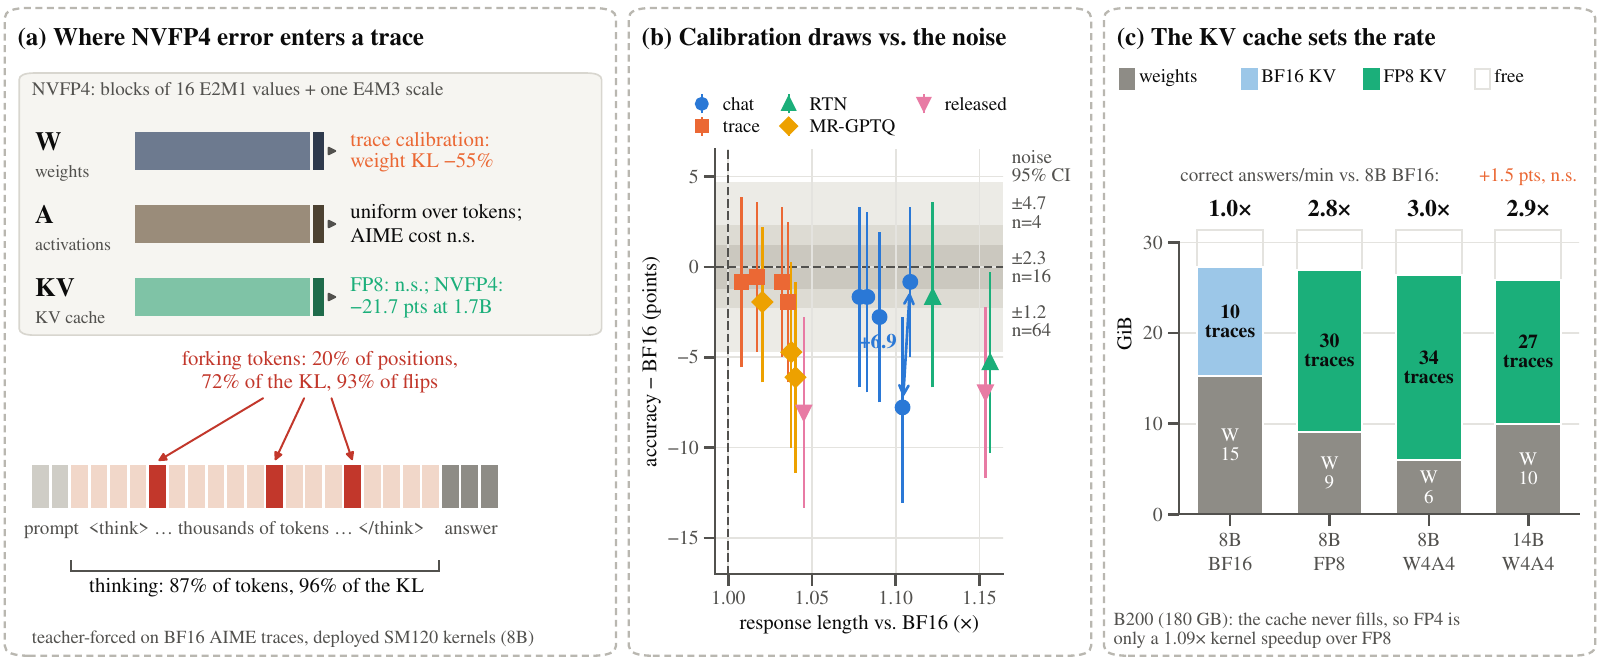 (a) Where NVFP4 error enters a trace
NVFP4: blocks of 16 E2M1 values + one E4M3 scale
W
weights
trace calibration:
weight KL −55%
A
activations
uniform over tokens;
AIME cost n.s.
KV
KV cache
FP8: n.s.; NVFP4:
−21.7 pts at 1.7B
forking tokens: 20% of positions,
72% of the KL, 93% of flips
prompt <think> … thousands of tokens … </think> answer
thinking: 87% of tokens, 96% of the KL
teacher-forced on BF16 AIME traces, deployed SM120 kernels (8B)
(b) Calibration draws vs. the noise
chat RTN released
trace MR-GPTQ
noise
95% CI
±4.7
n=4
±2.3
n=16
±1.2
n=64
5
0
−5
−10
−15
accuracy − BF16 (points)
+6.9
1.00 1.05 1.10 1.15
response length vs. BF16 (×)
(c) The KV cache sets the rate
weights BF16 KV FP8 KV free
correct answers/min vs. 8B BF16: +1.5 pts, n.s.
1.0× 2.8× 3.0× 2.9×
30
20
10
0
GiB
10
traces
30
traces
34
traces
27
traces
W
15
W
9
W
6
W
10
8B
BF16
8B
FP8
8B
W4A4
14B
W4A4
B200 (180 GB): the cache never fills, so FP4 is
only a 1.09× kernel speedup over FP8